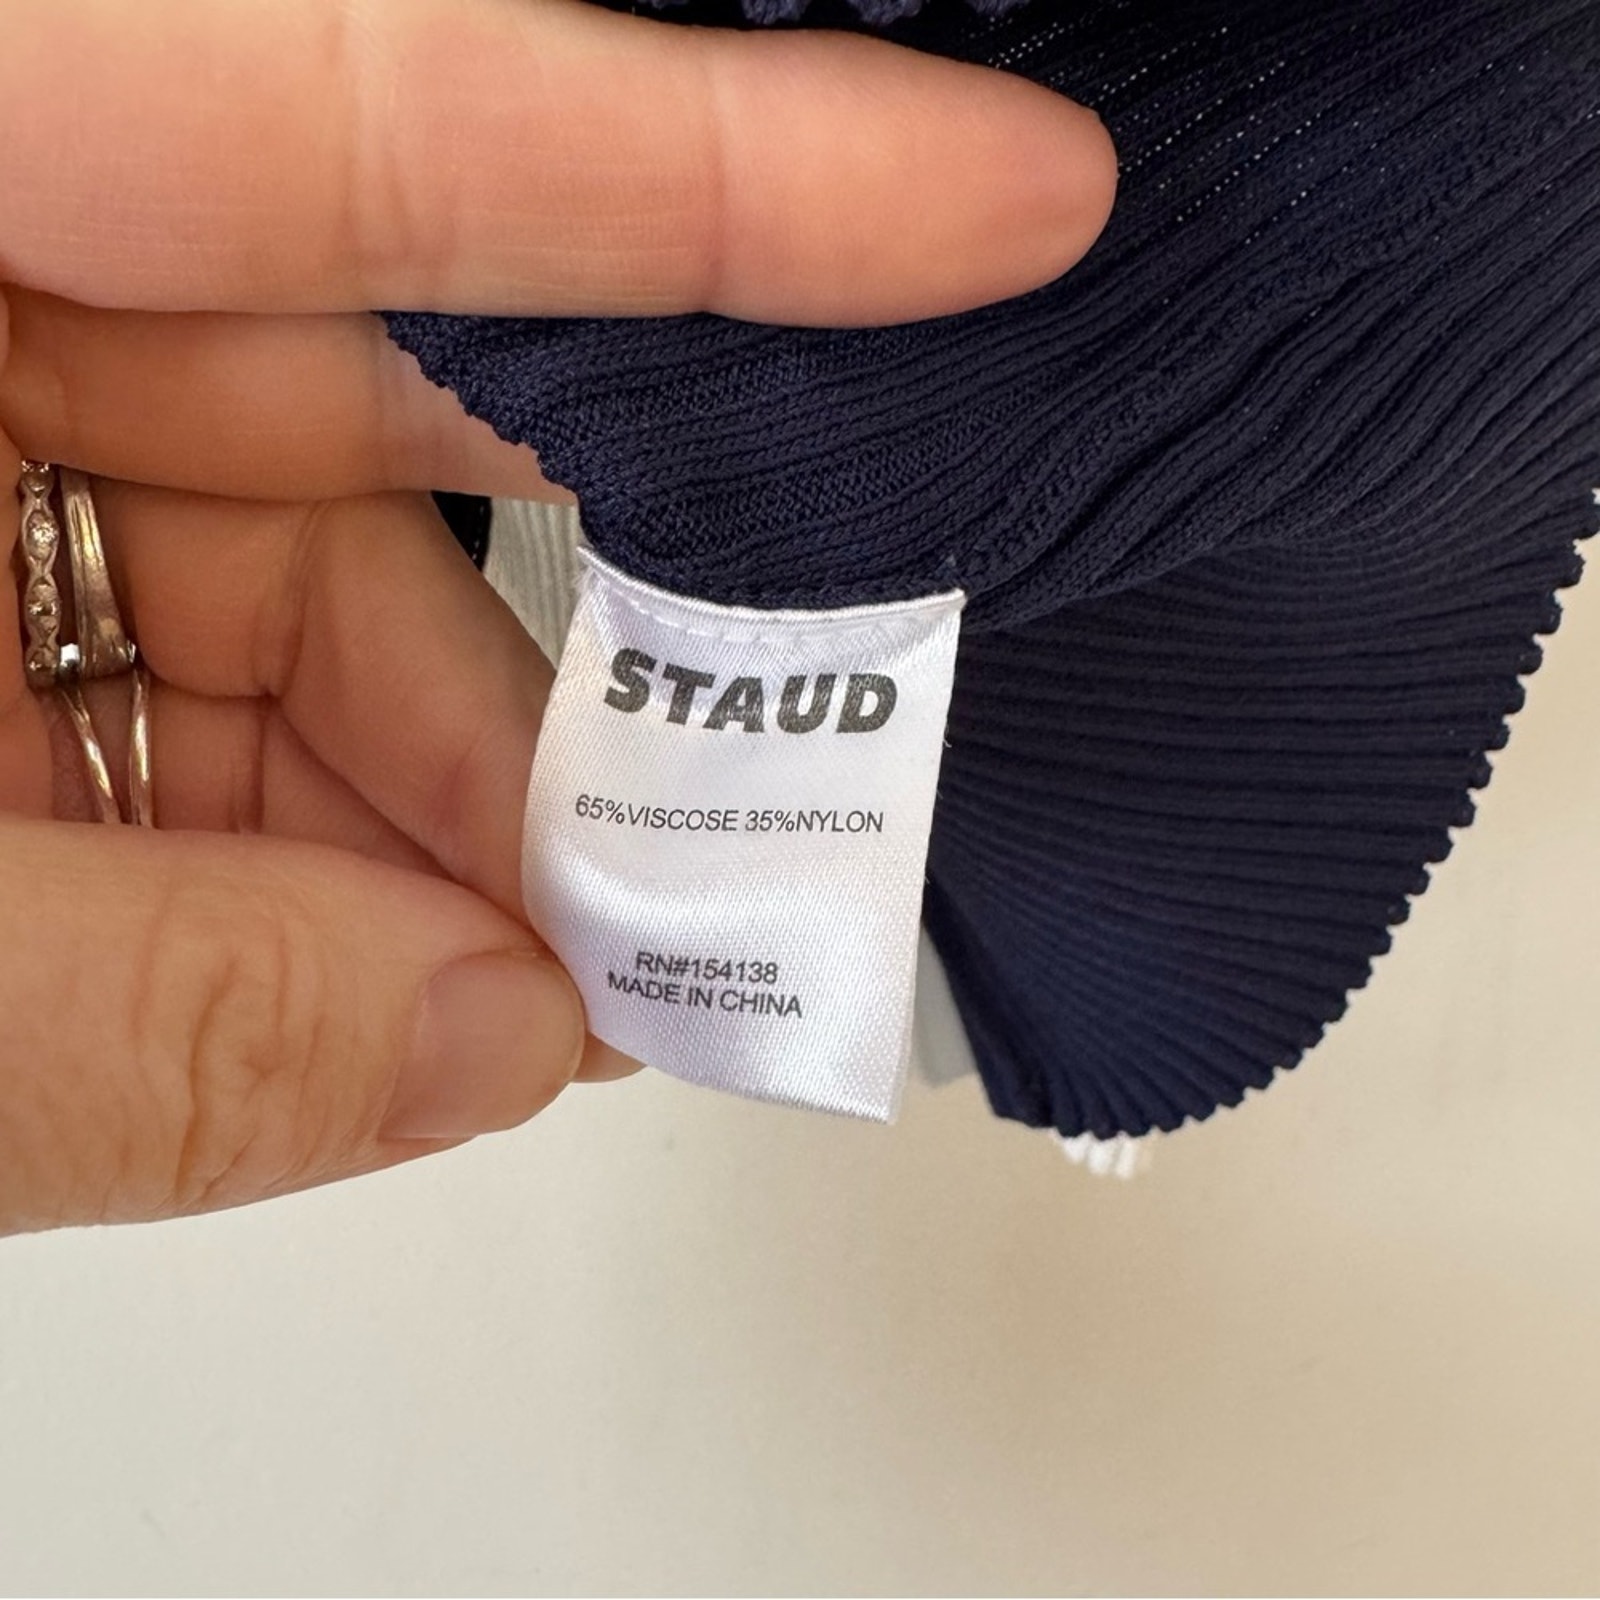 STAUD
65%VISCOSE 35%NYLON
RN#154138
MADE IN CHINA